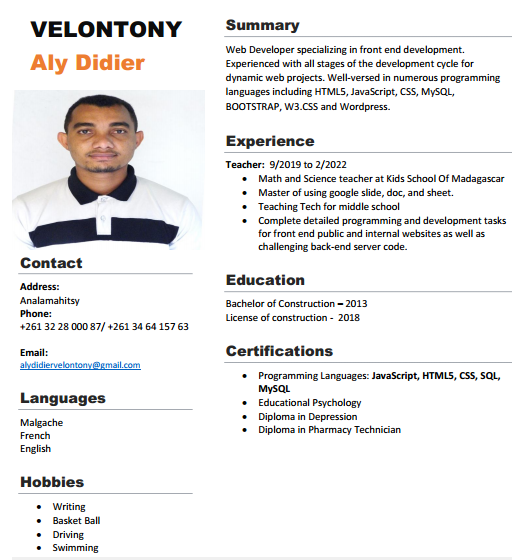 VELONTONY
Aly Didier
Contact
Address:
Analamahitsy
Phone:
+261 32 28 000 87/ +261 34 64 157 63
Email:
alydidiervelontony@gmail.com
Languages
Malgache
French
English
Hobbies
• Writing
• Basket Ball
• Driving
• Swimming
Summary
Web Developer specializing in front end development.
Experienced with all stages of the development cycle for
dynamic web projects. Well-versed in numerous programming
languages including HTML5, JavaScript, CSS, MySQL,
BOOTSTRAP, W3.CSS and Wordpress.
Experience
Teacher: 9/2019 to 2/2022
• Math and Science teacher at Kids School Of Madagascar
• Master of using google slide, doc, and sheet.
• Teaching Tech for middle school
• Complete detailed programming and development tasks
for front end public and internal websites as well as
challenging back-end server code.
Education
Bachelor of Construction – 2013
License of construction - 2018
Certifications
• Programming Languages: JavaScript, HTML5, CSS, SQL,
MySQL
• Educational Psychology
• Diploma in Depression
• Diploma in Pharmacy Technician